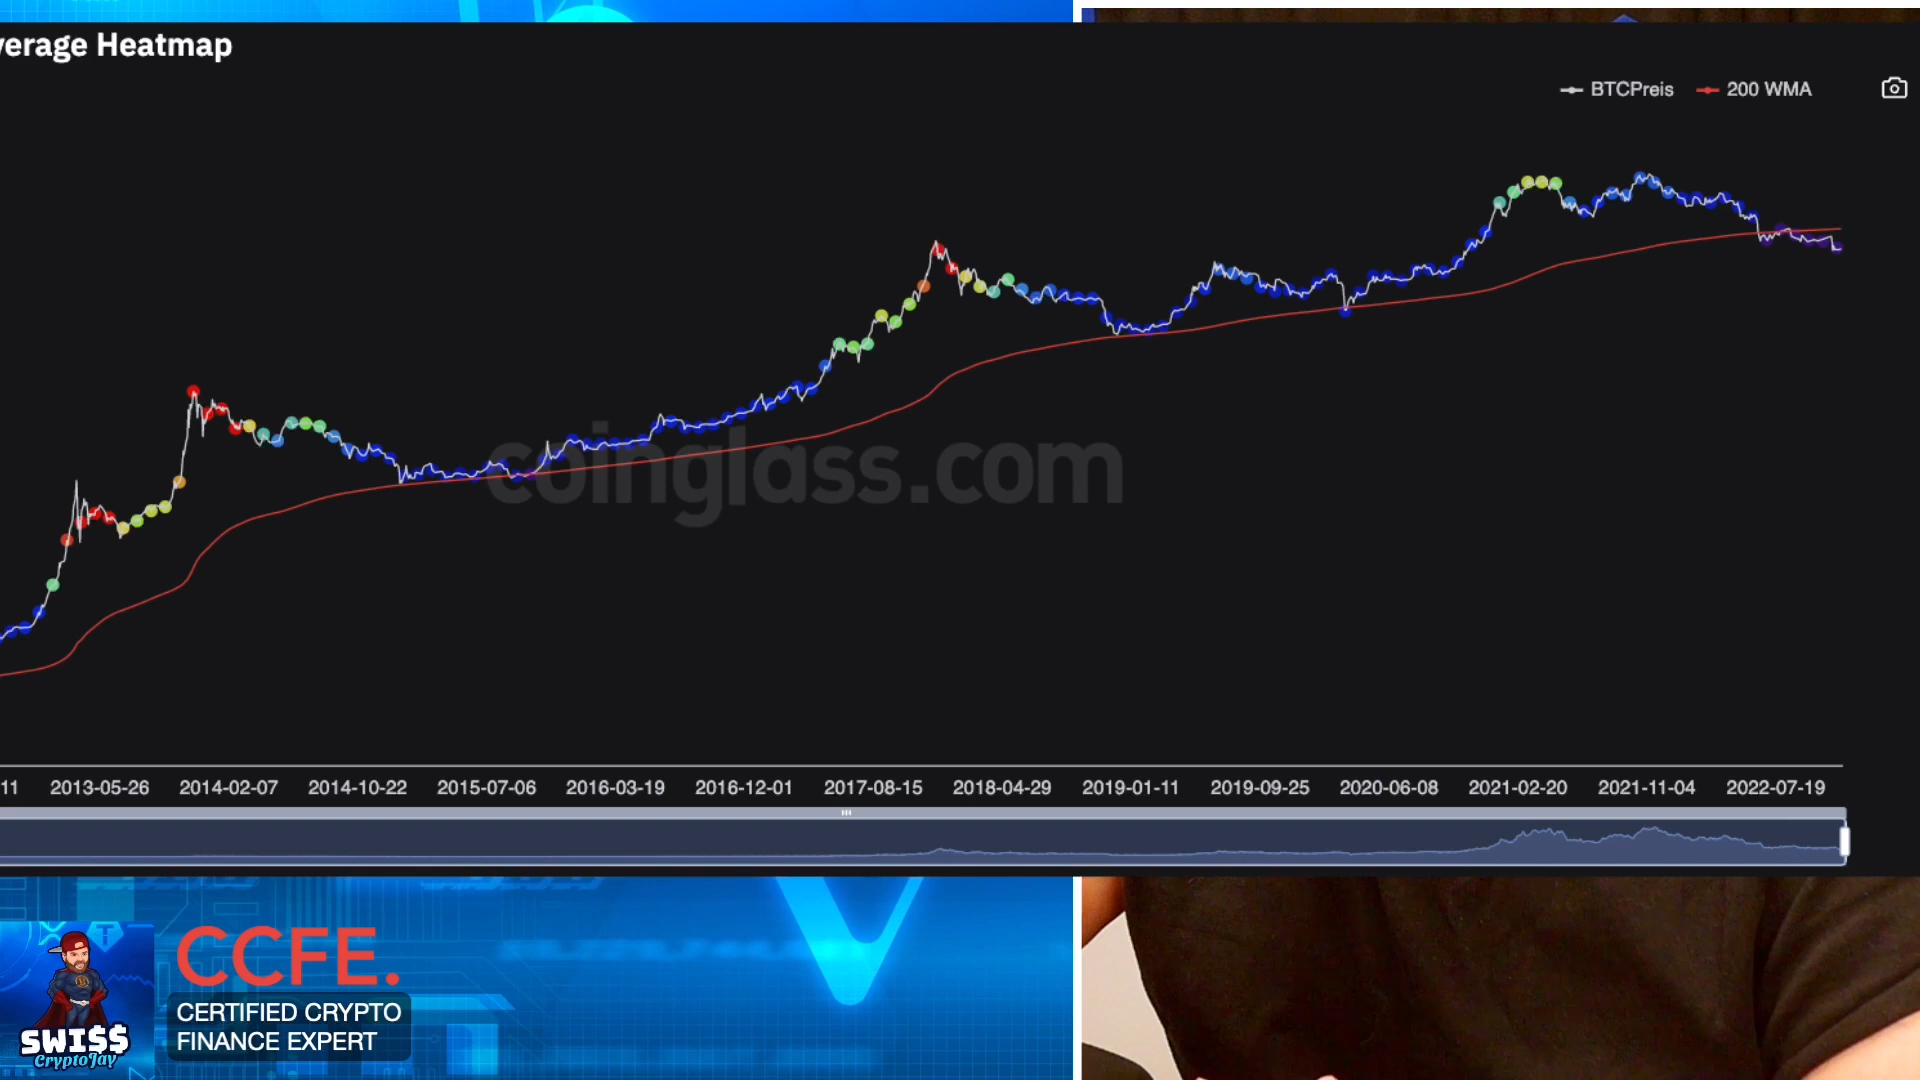 verage Heatmap
BTCPreis 200 WMA
coinglass.com
11 2013-05-26 2014-02-07 2014-10-22 2015-07-06 2016-03-19 2016-12-01 2017-08-15 2018-04-29 2019-01-11 2019-09-25 2020-06-08 2021-02-20 2021-11-04 2022-07-19
CCFE.
CERTIFIED CRYPTO
FINANCE EXPERT
SWI$$
CryptoJay